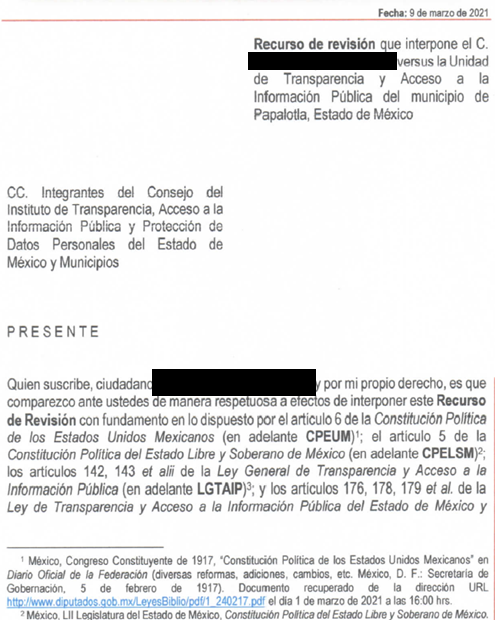 Fecha: 9 de marzo de 2021
Recurso de revisión que interpone el C.
versus la Unidad
de Transparencia y Acceso a la
Información Pública del municipio de
Papalotla, Estado de México
CC. Integrantes del Consejo del
Instituto de Transparencia, Acceso a la
Información Pública y Protección de
Datos Personales del Estado de
México y Municipios
P R E S E N T E
Quien suscribe, ciudadano y por mi propio derecho, es que
comparezco ante ustedes de manera respetuosa a efectos de interponer este Recurso
de Revisión con fundamento en lo dispuesto por el articulo 6 de la Constitución Política
de los Estados Unidos Mexicanos (en adelante CPEUM)¹; el articulo 5 de la
Constitución Política del Estado Libre y Soberano de México (en adelante CPELSM)²;
los artículos 142, 143 et alii de la Ley General de Transparencia y Acceso a la
Información Pública (en adelante LGTAIP)³; y los artículos 176, 178, 179 et al. de la
Ley de Transparencia y Acceso a la Información Pública del Estado de México y
¹ México, Congreso Constituyente de 1917, “Constitución Política de los Estados Unidos Mexicanos” en
Diario Oficial de la Federación (diversas reformas, adiciones, cambios, etc. México, D. F.: Secretaría de
Gobernación, 5 de febrero de 1917). Documento recuperado de la dirección URL
http://www.diputados.gob.mx/LeyesBiblio/pdf/1_240217.pdf el día 1 de marzo de 2021 a las 16:00 hrs.
² México, LII Legislatura del Estado de México, Constitución Política del Estado Libre y Soberano de México.